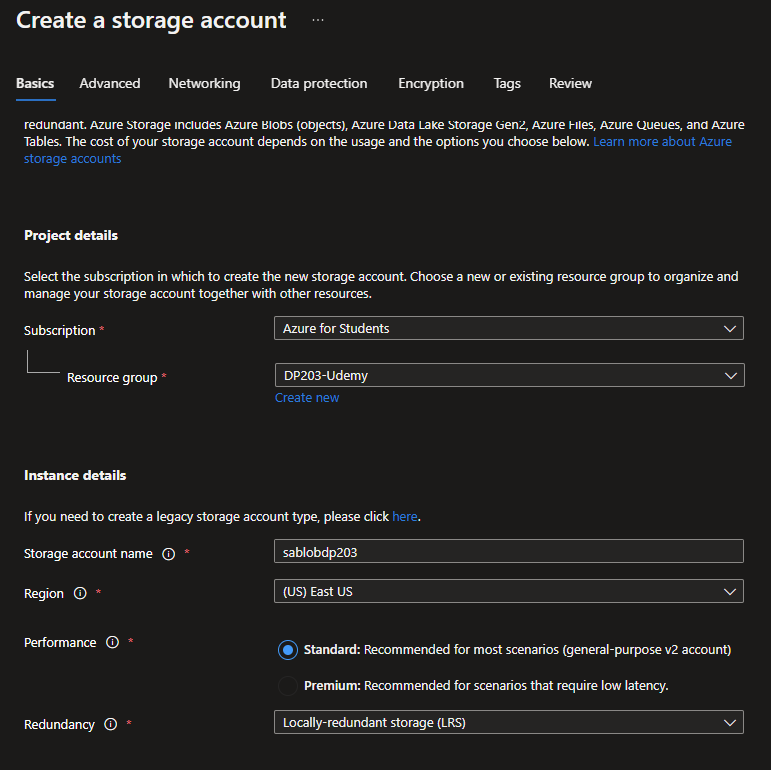 Create a storage account ...
Basics Advanced Networking Data protection Encryption Tags Review
redundant. Azure Storage includes Azure Blobs (objects), Azure Data Lake Storage Gen2, Azure Files, Azure Queues, and Azure
Tables. The cost of your storage account depends on the usage and the options you choose below. Learn more about Azure
storage accounts
Project details
Select the subscription in which to create the new storage account. Choose a new or existing resource group to organize and
manage your storage account together with other resources.
Subscription * Azure for Students
Resource group * DP203-Udemy
Create new
Instance details
If you need to create a legacy storage account type, please click here.
Storage account name * sablobdp203
Region * (US) East US
Performance * Standard: Recommended for most scenarios (general-purpose v2 account)
Premium: Recommended for scenarios that require low latency.
Redundancy * Locally-redundant storage (LRS)